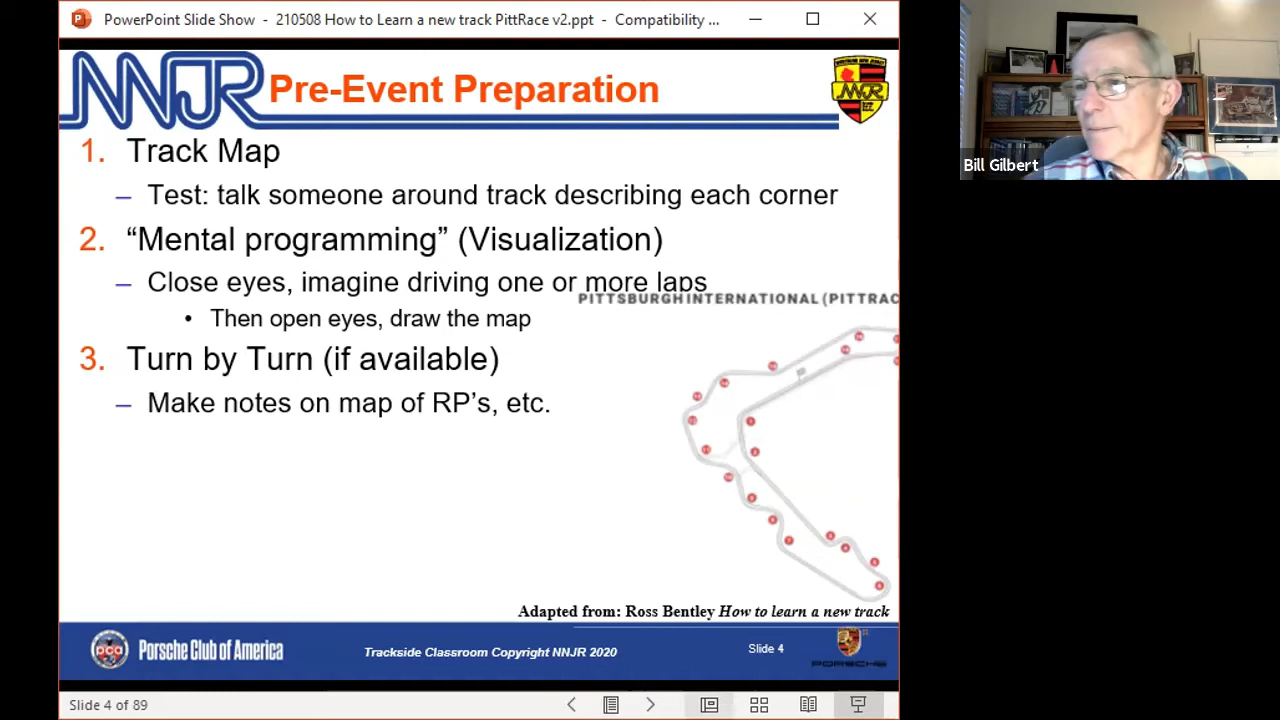 PowerPoint Slide Show - 210508 How to Learn a new track PittRace v2.ppt - Compatibility ...
NNJR
Pre-Event Preparation
1. Track Map
– Test: talk someone around track describing each corner
2. “Mental programming” (Visualization)
– Close eyes, imagine driving one or more laps
• Then open eyes, draw the map
3. Turn by Turn (if available)
– Make notes on map of RP’s, etc.
PITTSBURGH INTERNATIONAL (PITTRAC
Adapted from: Ross Bentley How to learn a new track
pca
Porsche Club of America
Trackside Classroom Copyright NNJR 2020
Slide 4
PORSCHE
Slide 4 of 89
Bill Gilbert